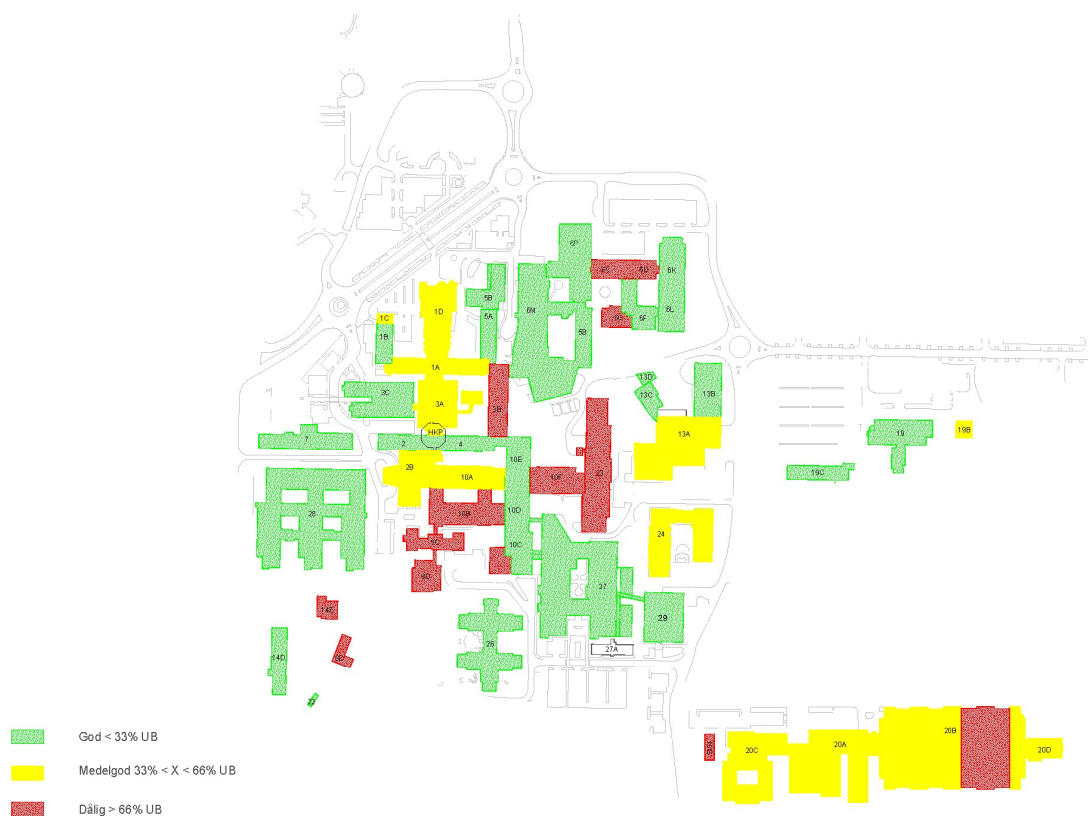 6P
6D
6K
5B
1D
6M
5A
6L
1C
5B
6F
1B
1A
13D
3C
3A
3B
13C
13B
HKP
19
19B
7
2
4
13A
10E
2B
10A
10F
23
19C
10B
10D
28
24
10C
37
14E
29
26
27A
14D
20B
20C
20A
20D
God < 33% UB
Medelgod 33% < X < 66% UB
Dålig > 66% UB